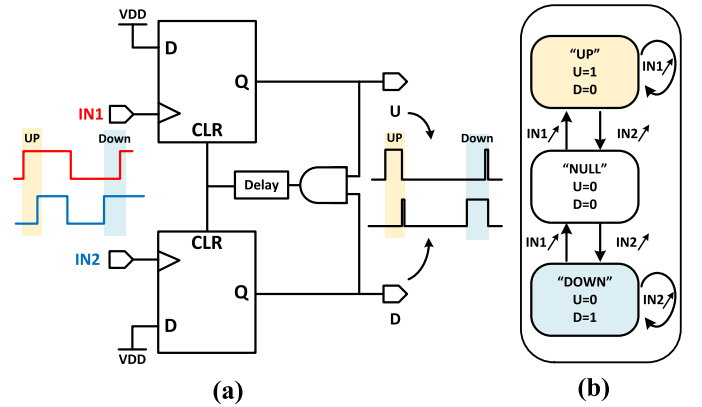 VDD
D
Q
IN1
CLR
U
UP
Down
UP
Down
Delay
CLR
IN2
Q
D
D
VDD
(a)
“UP”
U=1
D=0
IN1
IN1
IN2
“NULL”
U=0
D=0
IN1
IN2
“DOWN”
U=0
D=1
IN2
(b)